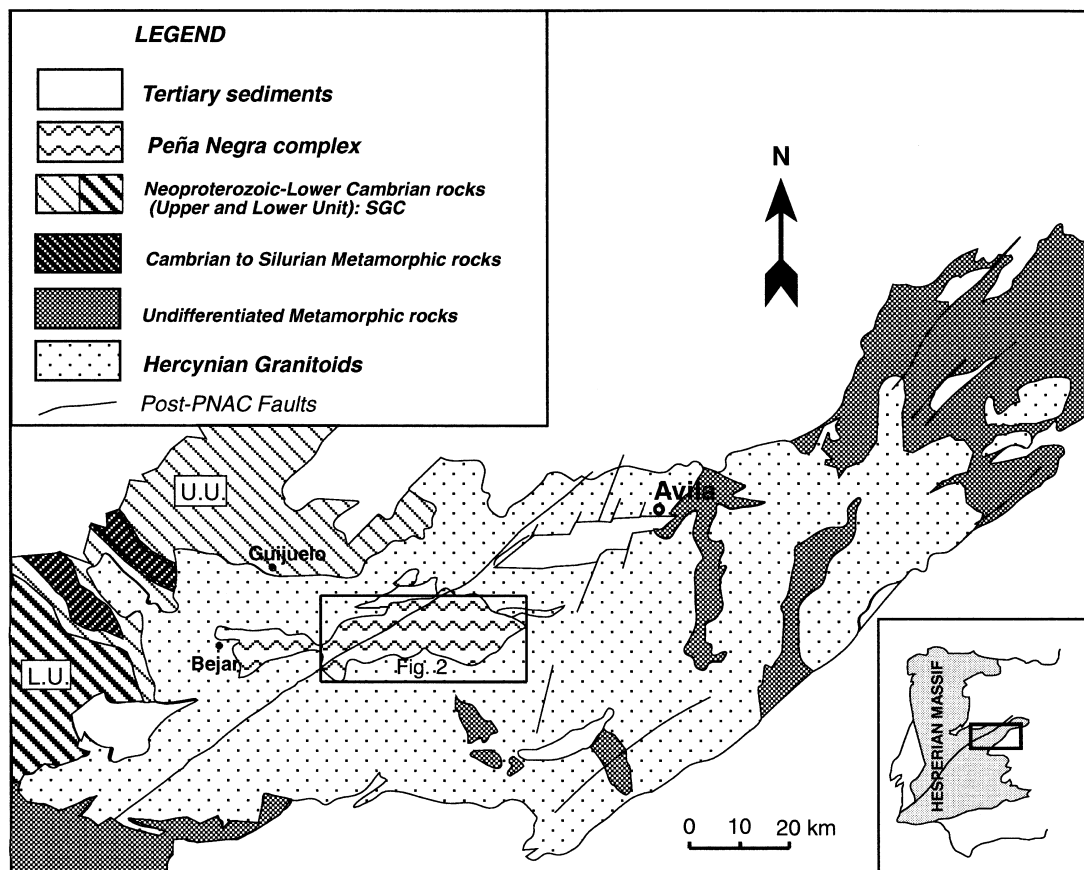 LEGEND
Tertiary sediments
Peña Negra complex
Neoproterozoic-Lower Cambrian rocks
(Upper and Lower Unit): SGC
Cambrian to Silurian Metamorphic rocks
Undifferentiated Metamorphic rocks
Hercynian Granitoids
Post-PNAC Faults
N
U.U.
Avila
Guijuelo
Bejar
Fig. 2
L.U.
HESPERIAN MASSIF
0 10 20 km